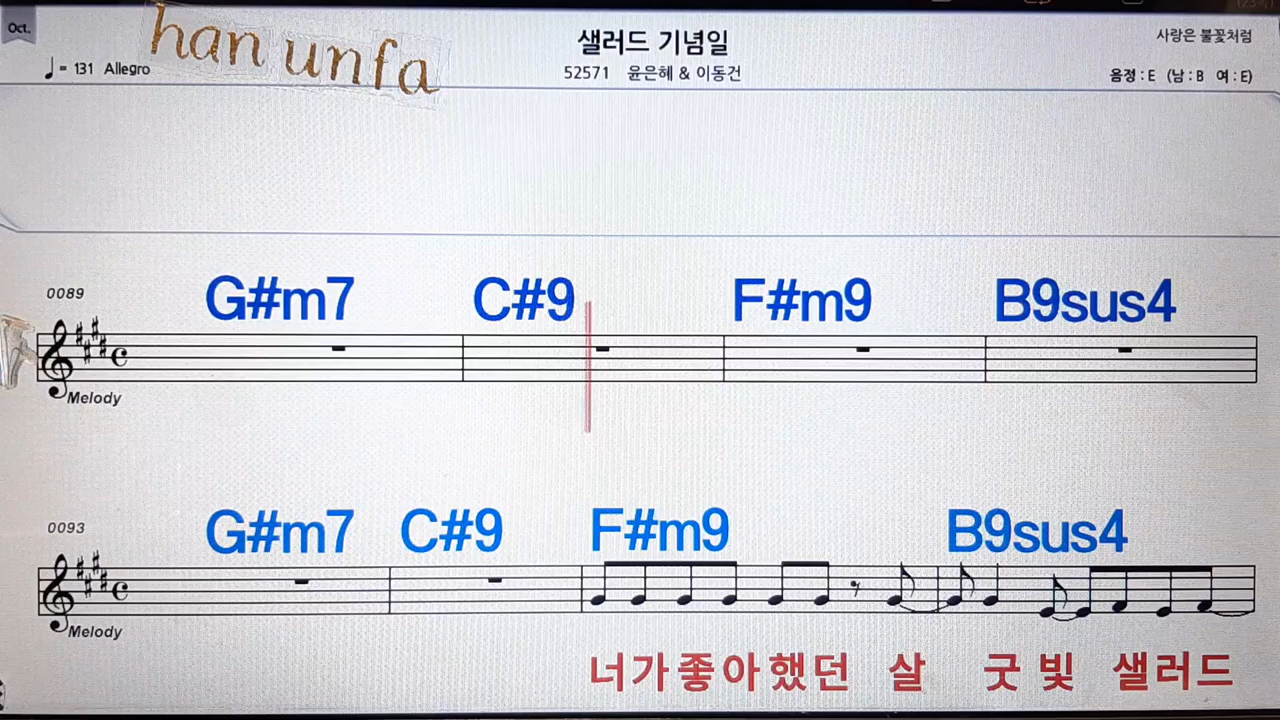 Oct.
han unfa
샐러드 기념일
사랑은 불꽃처럼
♩= 131 Allegro
52571 윤은혜 & 이동건
음정 : E (남 : B 여 : E)
G#m7 C#9 F#m9 B9sus4
0089
Melody
G#m7 C#9 F#m9 B9sus4
0093
Melody
너가좋아했던 살 굿빛 샐러드